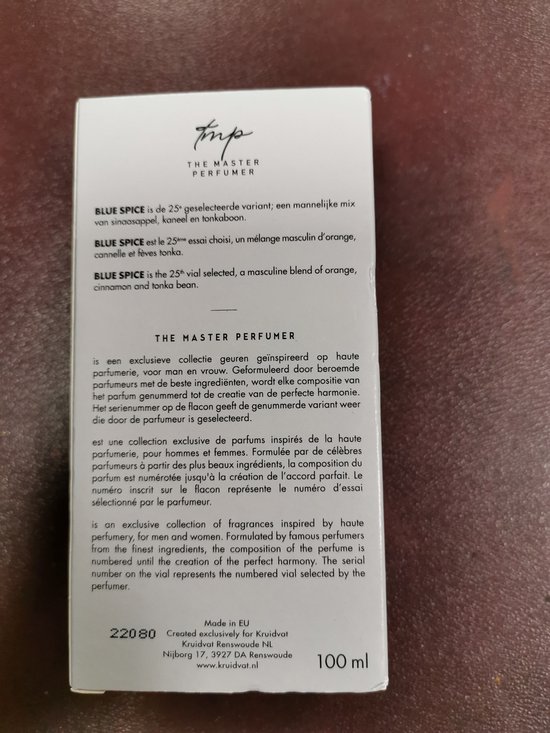 tmp
THE MASTER
PERFUMER
BLUE SPICE is de 25e geselecteerde variant; een mannelijke mix
van sinaasappel, kaneel en tonkaboon.
BLUE SPICE est le 25ème essai choisi, un mélange masculin d'orange,
cannelle et fèves tonka.
BLUE SPICE is the 25th vial selected, a masculine blend of orange,
cinnamon and tonka bean.
THE MASTER PERFUMER
is een exclusieve collectie geuren geïnspireerd op haute
parfumerie, voor man en vrouw. Geformuleerd door beroemde
parfumeurs met de beste ingrediënten, wordt elke compositie van
het parfum genummerd tot de creatie van de perfecte harmonie.
Het serienummer op de flacon geeft de genummerde variant weer
die door de parfumeur is geselecteerd.
est une collection exclusive de parfums inspirés de la haute
parfumerie, pour hommes et femmes. Formulée par de célèbres
parfumeurs à partir des plus beaux ingrédients, la composition du
parfum est numérotée jusqu'à la création de l'accord parfait. Le
numéro inscrit sur le flacon représente le numéro d'essai
sélectionné par le parfumeur.
is an exclusive collection of fragrances inspired by haute
perfumery, for men and women. Formulated by famous perfumers
from the finest ingredients, the composition of the perfume is
numbered until the creation of the perfect harmony. The serial
number on the vial represents the numbered vial selected by the
perfumer.
Made in EU
22080 Created exclusively for Kruidvat
Kruidvat Renswoude NL
Nijborg 17, 3927 DA Renswoude
www.kruidvat.nl
100 ml